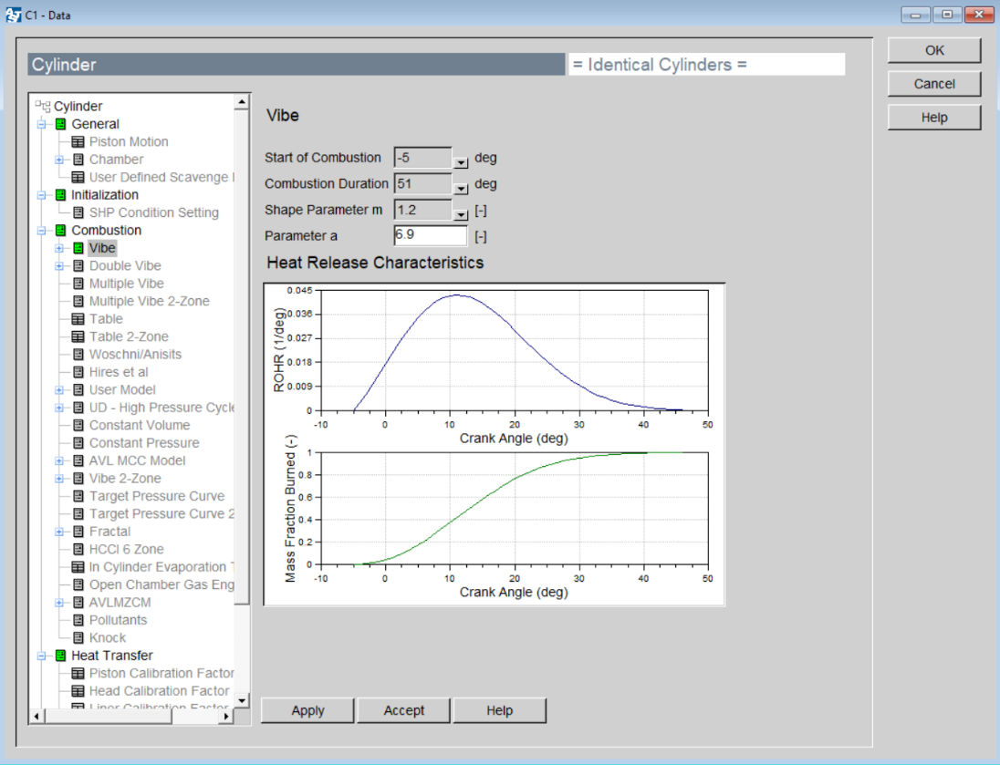 C1 - Data
Cylinder
= Identical Cylinders =
OK
Cancel
Help
Cylinder
General
Piston Motion
Chamber
User Defined Scavenge
Initialization
SHP Condition Setting
Combustion
Vibe
Double Vibe
Multiple Vibe
Multiple Vibe 2-Zone
Table
Table 2-Zone
Woschni/Anisits
Hires et al
User Model
UD - High Pressure Cycle
Constant Volume
Constant Pressure
AVL MCC Model
Vibe 2-Zone
Target Pressure Curve
Target Pressure Curve 2
Fractal
HCCI 6 Zone
In Cylinder Evaporation
Open Chamber Gas Eng
AVLMZCM
Pollutants
Knock
Heat Transfer
Piston Calibration Factor
Head Calibration Factor
Liner Calibration Factor
Vibe
Start of Combustion -5 deg
Combustion Duration 51 deg
Shape Parameter m 1.2 [-]
Parameter a 6.9 [-]
Heat Release Characteristics
ROHR (1/deg)
0.045
0.036
0.027
0.018
0.009
0
-10 0 10 20 30 40 50
Crank Angle (deg)
Mass Fraction Burned (-)
1
0.8
0.6
0.4
0.2
0
-10 0 10 20 30 40 50
Crank Angle (deg)
Apply
Accept
Help